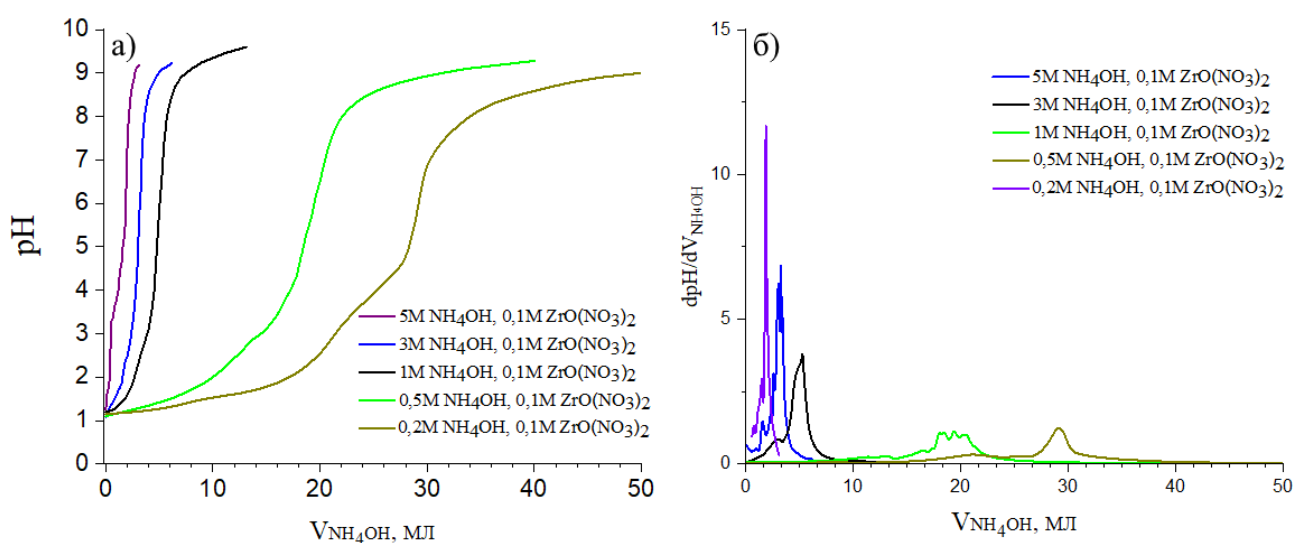 а)
10
9
8
7
6
5
4
3
2
1
0
pH
0
10
20
30
40
50
VNH4OH, МЛ
5M NH4OH, 0,1M ZrO(NO3)2
3M NH4OH, 0,1M ZrO(NO3)2
1M NH4OH, 0,1M ZrO(NO3)2
0,5M NH4OH, 0,1M ZrO(NO3)2
0,2M NH4OH, 0,1M ZrO(NO3)2
б)
15
10
5
0
dpH/dVNH4OH
0
10
20
30
40
50
VNH4OH, МЛ
5M NH4OH, 0,1M ZrO(NO3)2
3M NH4OH, 0,1M ZrO(NO3)2
1M NH4OH, 0,1M ZrO(NO3)2
0,5M NH4OH, 0,1M ZrO(NO3)2
0,2M NH4OH, 0,1M ZrO(NO3)2